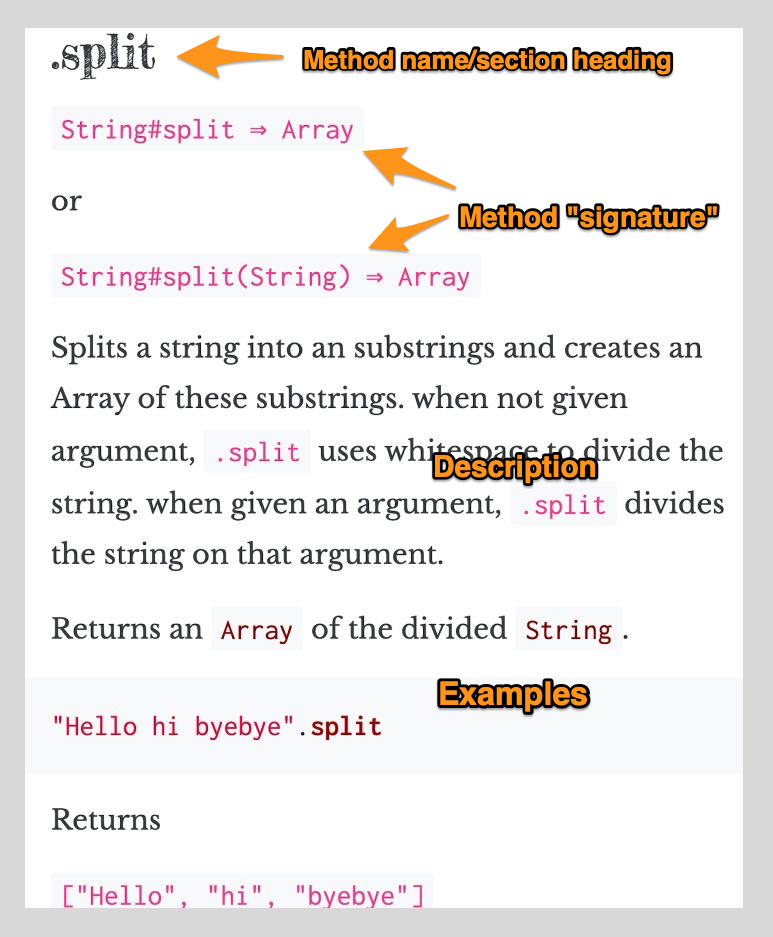 .split
Method name/section heading
String#split ⇒ Array
or
Method "signature"
String#split(String) ⇒ Array
Splits a string into an substrings and creates an
Array of these substrings. when not given
argument, .split uses whitespace to divide the
Description
string. when given an argument, .split divides
the string on that argument.
Returns an Array of the divided String .
Examples
"Hello hi byebye".split
Returns
["Hello", "hi", "byebye"]